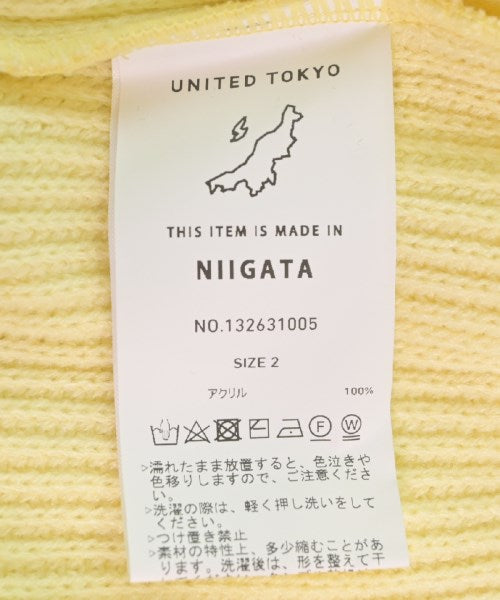 UNITED TOKYO
THIS ITEM IS MADE IN
NIIGATA
NO.132631005
SIZE 2
アクリル 100%
F W
▷濡れたまま放置すると、色泣きや
色移りしますので、ご注意くださ
い。
▷洗濯の際は、軽く押し洗いをして
ください。
▷つけ置き禁止
▷素材の特性上、多少縮むことがあ
ります。洗濯後は、形を整えて干